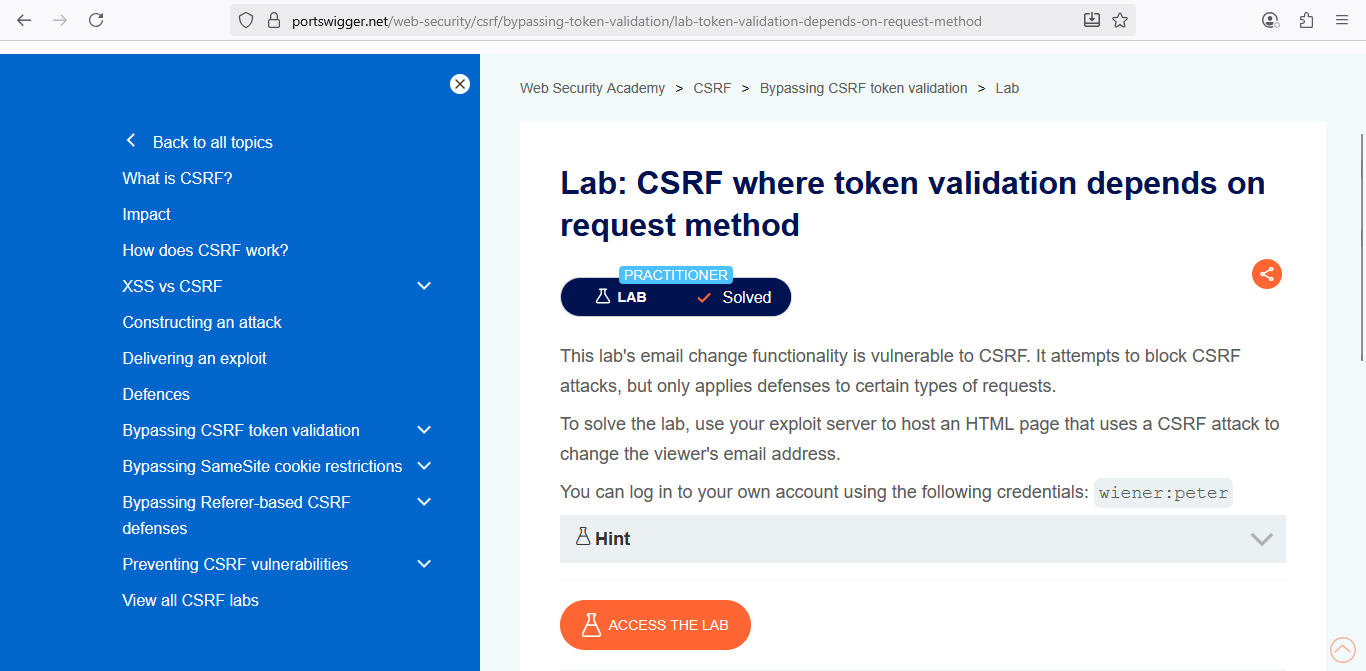 portswigger.net/web-security/csrf/bypassing-token-validation/lab-token-validation-depends-on-request-method
Back to all topics
What is CSRF?
Impact
How does CSRF work?
XSS vs CSRF
Constructing an attack
Delivering an exploit
Defences
Bypassing CSRF token validation
Bypassing SameSite cookie restrictions
Bypassing Referer-based CSRF
defenses
Preventing CSRF vulnerabilities
View all CSRF labs
Web Security Academy > CSRF > Bypassing CSRF token validation > Lab
Lab: CSRF where token validation depends on
request method
PRACTITIONER
LAB Solved
This lab's email change functionality is vulnerable to CSRF. It attempts to block CSRF
attacks, but only applies defenses to certain types of requests.
To solve the lab, use your exploit server to host an HTML page that uses a CSRF attack to
change the viewer's email address.
You can log in to your own account using the following credentials: wiener:peter
Hint
ACCESS THE LAB